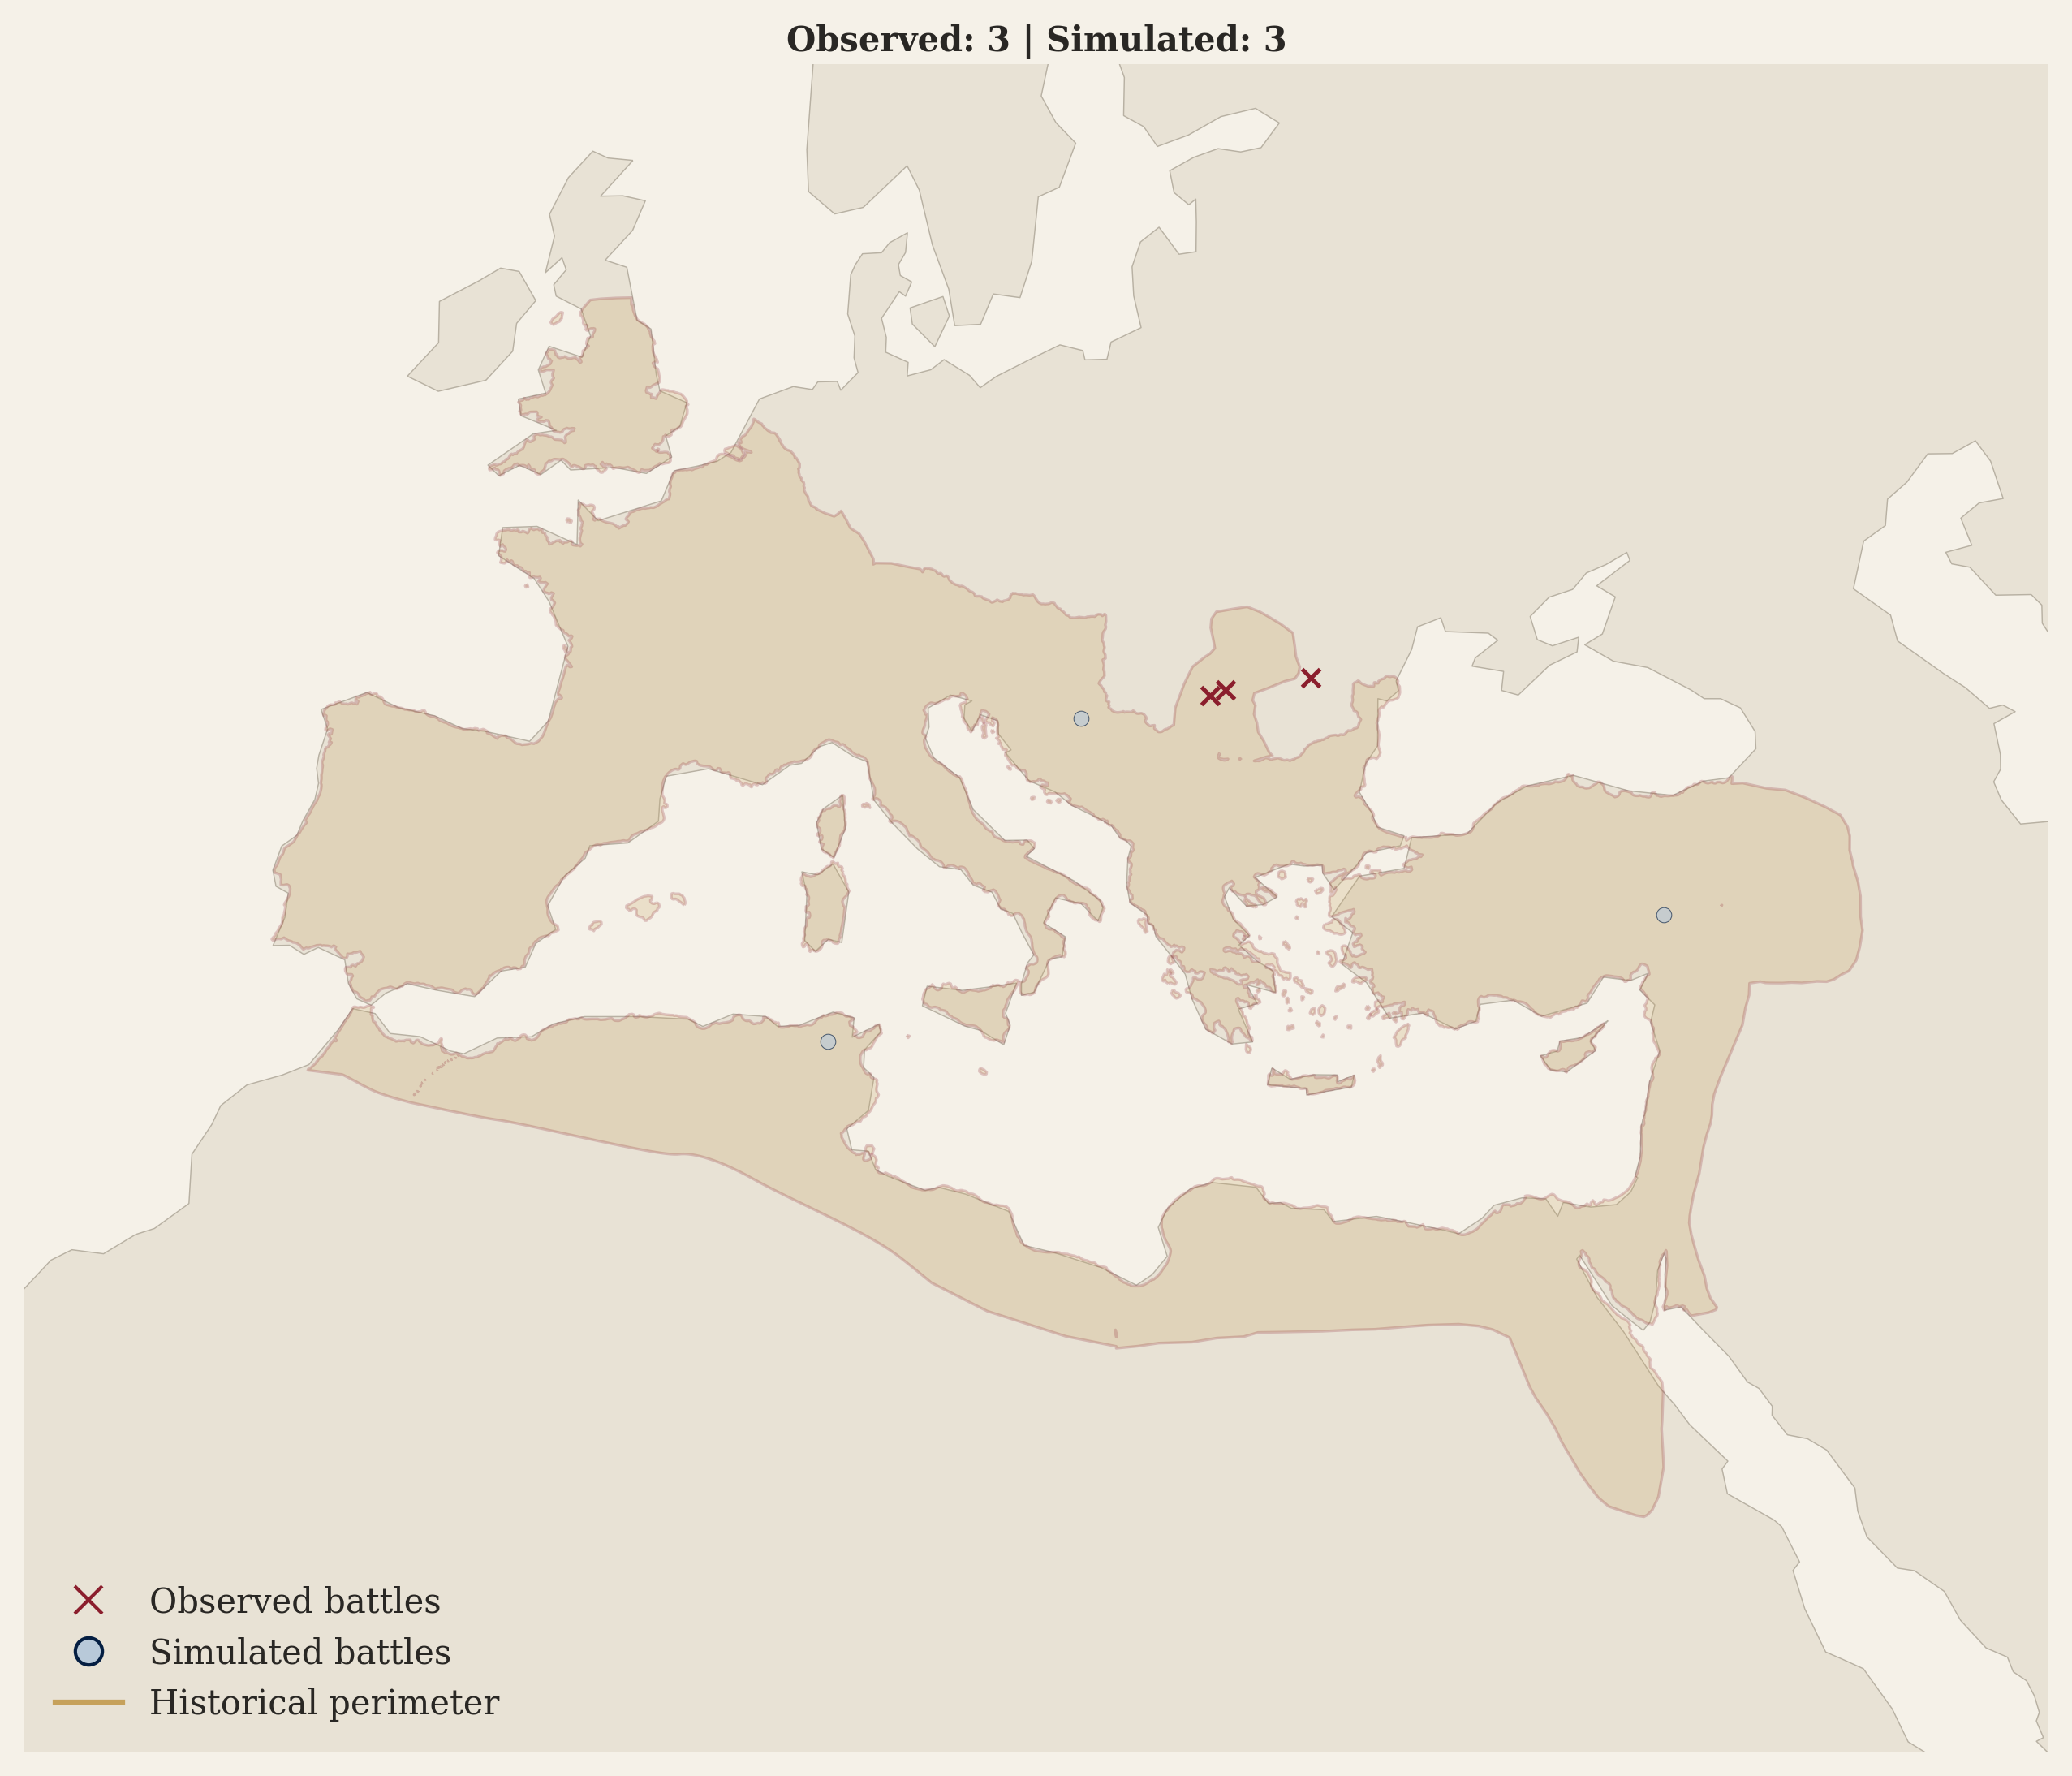 Observed: 3 | Simulated: 3
Observed battles
Simulated battles
Historical perimeter